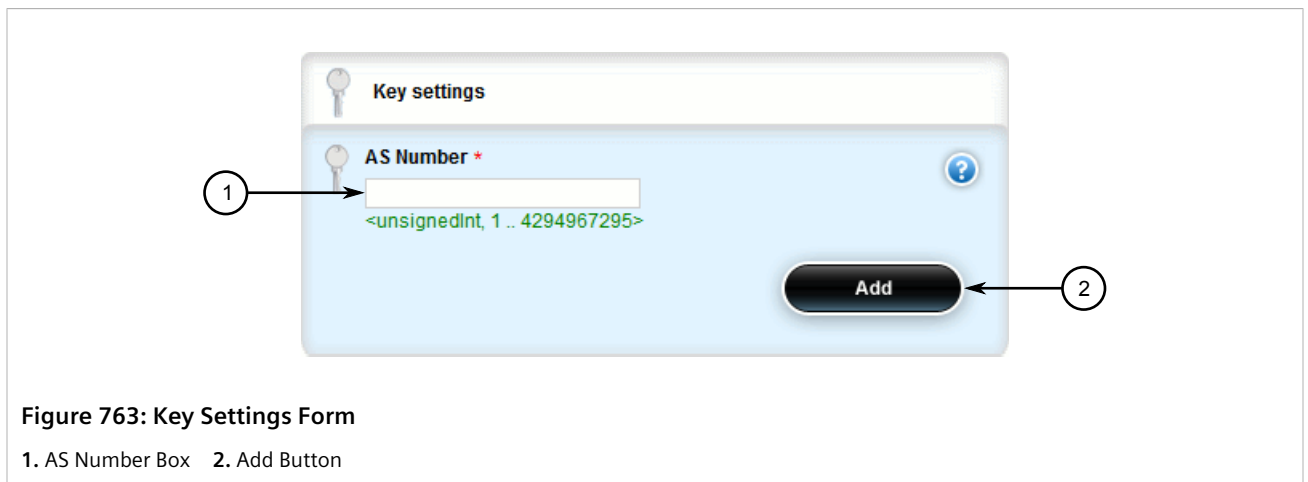 Key settings
AS Number *
1
?
<unsignedInt, 1 .. 4294967295>
Add
2
Figure 763: Key Settings Form
1. AS Number Box 2. Add Button